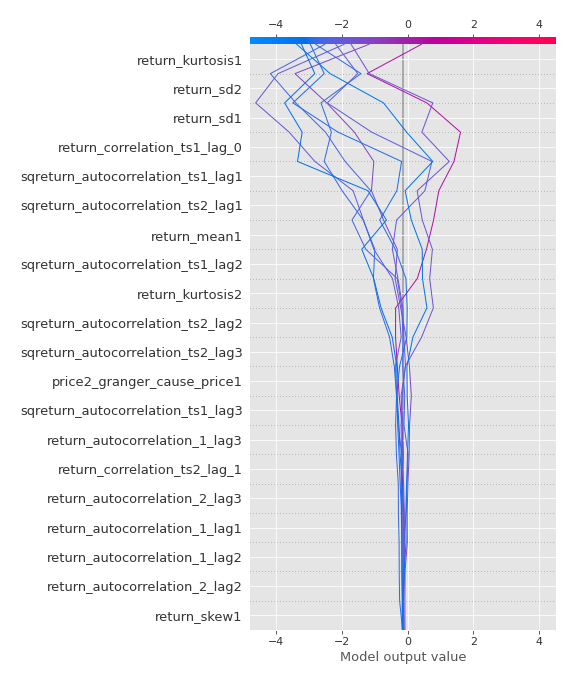 −4 −2 0 2 4
return_kurtosis1
return_sd2
return_sd1
return_correlation_ts1_lag_0
sqreturn_autocorrelation_ts1_lag1
sqreturn_autocorrelation_ts2_lag1
return_mean1
sqreturn_autocorrelation_ts1_lag2
return_kurtosis2
sqreturn_autocorrelation_ts2_lag2
sqreturn_autocorrelation_ts2_lag3
price2_granger_cause_price1
sqreturn_autocorrelation_ts1_lag3
return_autocorrelation_1_lag3
return_correlation_ts2_lag_1
return_autocorrelation_2_lag3
return_autocorrelation_1_lag1
return_autocorrelation_1_lag2
return_autocorrelation_2_lag2
return_skew1
−4 −2 0 2 4
Model output value